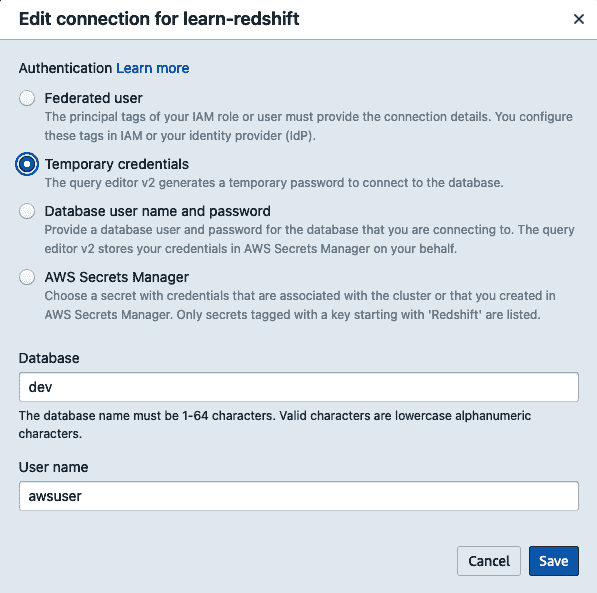 Edit connection for learn-redshift
Authentication Learn more
Federated user
The principal tags of your IAM role or user must provide the connection details. You configure
these tags in IAM or your identity provider (IdP).
Temporary credentials
The query editor v2 generates a temporary password to connect to the database.
Database user name and password
Provide a database user and password for the database that you are connecting to. The query
editor v2 stores your credentials in AWS Secrets Manager on your behalf.
AWS Secrets Manager
Choose a secret with credentials that are associated with the cluster or that you created in
AWS Secrets Manager. Only secrets tagged with a key starting with 'Redshift' are listed.
Database
dev
The database name must be 1-64 characters. Valid characters are lowercase alphanumeric
characters.
User name
awsuser
Cancel Save